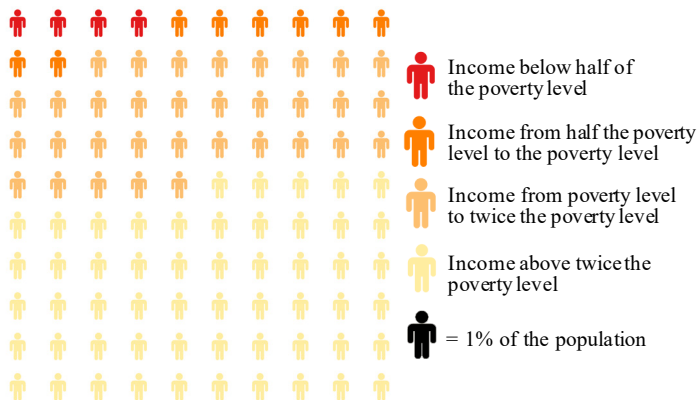 Income below half of
the poverty level
Income from half the poverty
level to the poverty level
Income from poverty level
to twice the poverty level
Income above twice the
poverty level
= 1% of the population